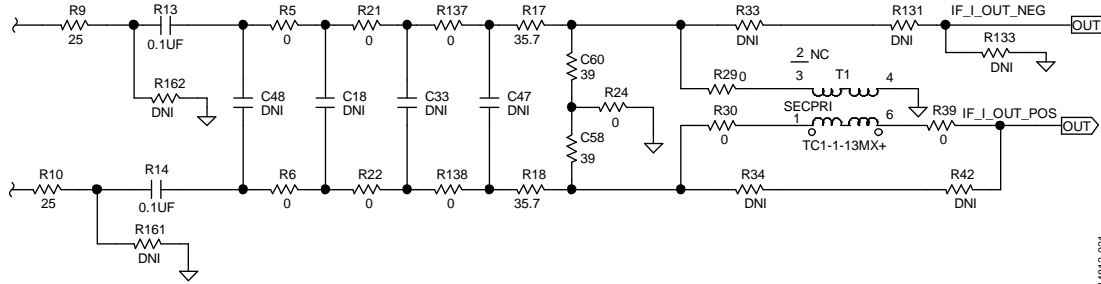 R9
25
R13
0.1UF
R5
0
R21
0
R137
0
R17
35.7
R33
DNI
R131
DNI
IF_I_OUT_NEG
OUT
R133
DNI
R162
DNI
C60
39
2 NC
3 T1 4
R29 0
C48
DNI
C18
DNI
C33
DNI
C47
DNI
R24
0
SECPRI
R30
0
1 6
TC1-1-13MX+
R39
0
IF_I_OUT_POS
OUT
C58
39
R10
25
R14
0.1UF
R6
0
R22
0
R138
0
R18
35.7
R34
DNI
R42
DNI
R161
DNI